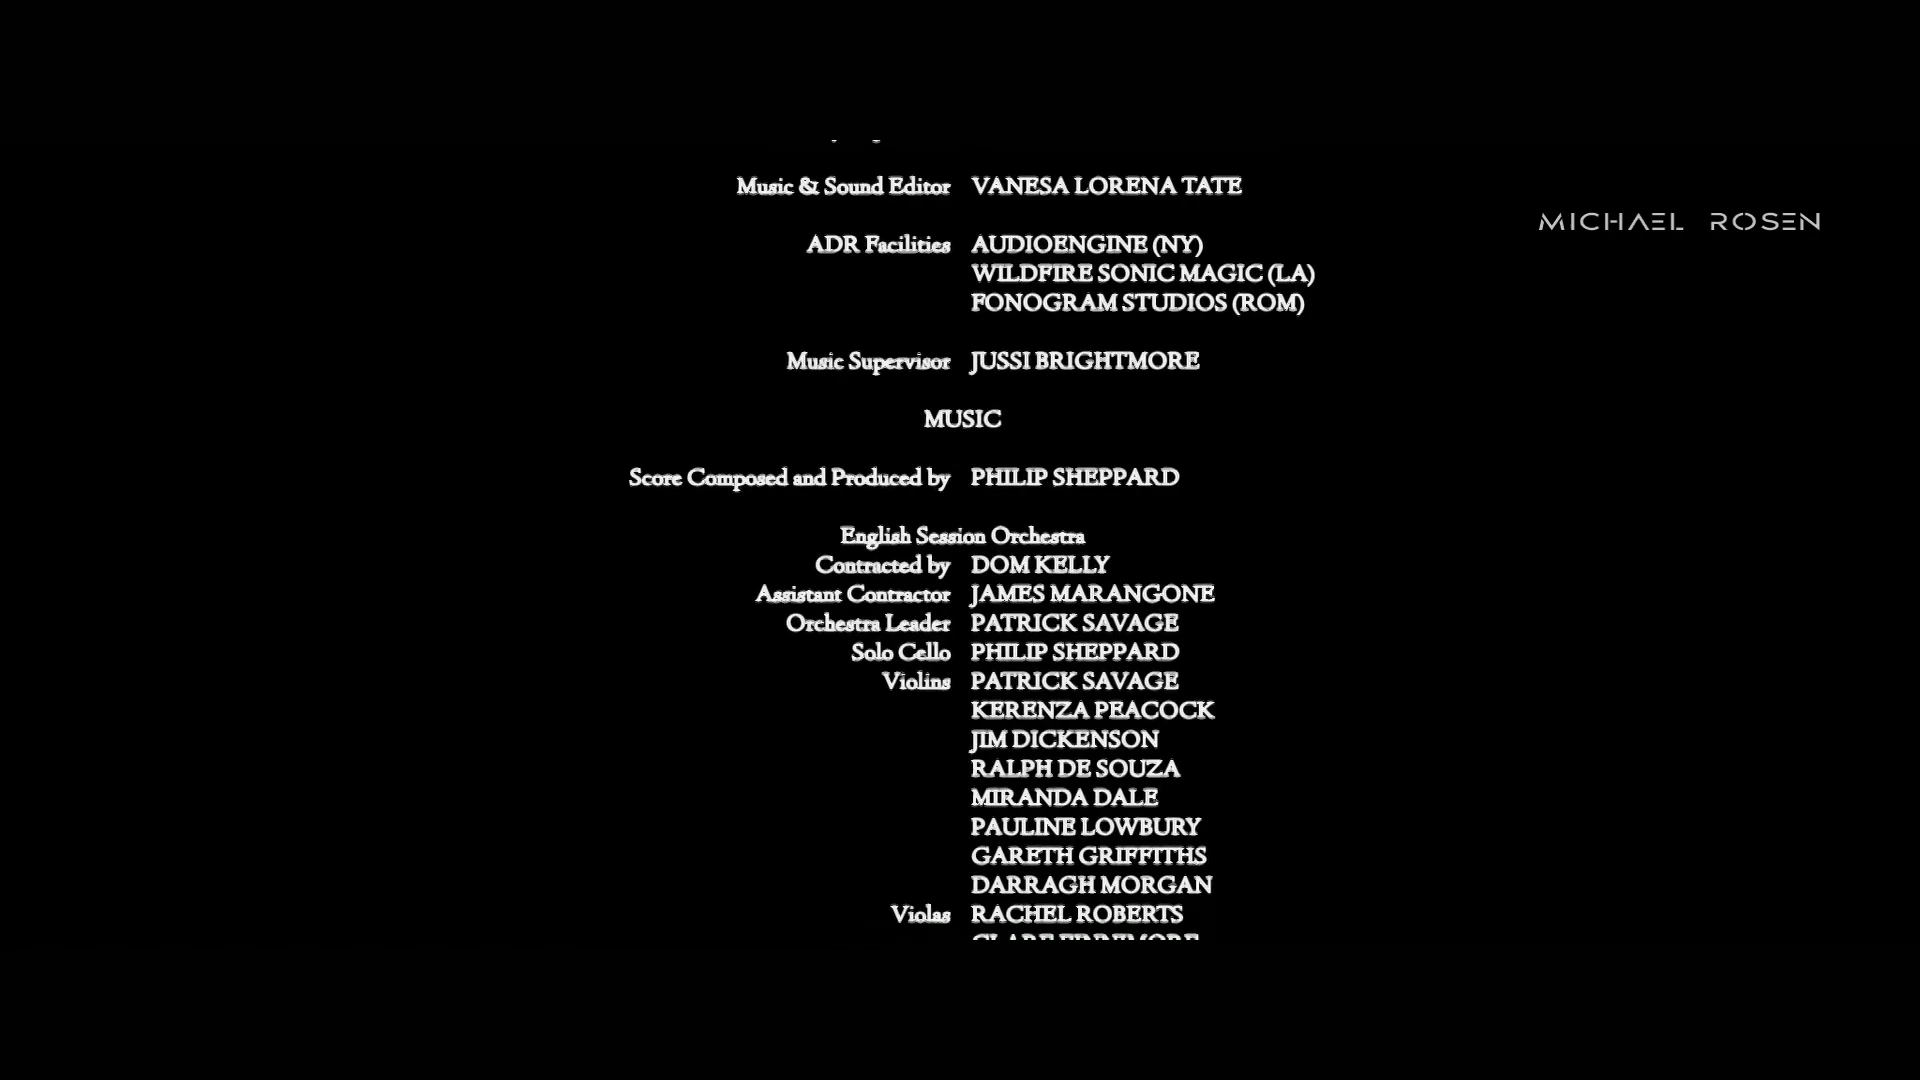 Music & Sound Editor VANESA LORENA TATE
MICHAEL ROSEN
ADR Facilities AUDIOENGINE (NY)
WILDFIRE SONIC MAGIC (LA)
FONOGRAM STUDIOS (ROM)
Music Supervisor JUSSI BRIGHTMORE
MUSIC
Score Composed and Produced by PHILIP SHEPPARD
English Session Orchestra
Contracted by DOM KELLY
Assistant Contractor JAMES MARANGONE
Orchestra Leader PATRICK SAVAGE
Solo Cello PHILIP SHEPPARD
Violins PATRICK SAVAGE
KERENZA PEACOCK
JIM DICKENSON
RALPH DE SOUZA
MIRANDA DALE
PAULINE LOWBURY
GARETH GRIFFITHS
DARRAGH MORGAN
Violas RACHEL ROBERTS